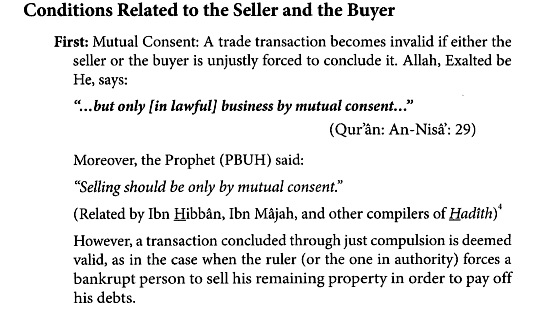 Conditions Related to the Seller and the Buyer
First: Mutual Consent: A trade transaction becomes invalid if either the
seller or the buyer is unjustly forced to conclude it. Allah, Exalted be
He, says:
“...but only [in lawful] business by mutual consent...”
(Qur’ân: An-Nisâ’: 29)
Moreover, the Prophet (PBUH) said:
“Selling should be only by mutual consent.”
(Related by Ibn Hibbân, Ibn Mâjah, and other compilers of Hadîth)⁴
However, a transaction concluded through just compulsion is deemed
valid, as in the case when the ruler (or the one in authority) forces a
bankrupt person to sell his remaining property in order to pay off
his debts.